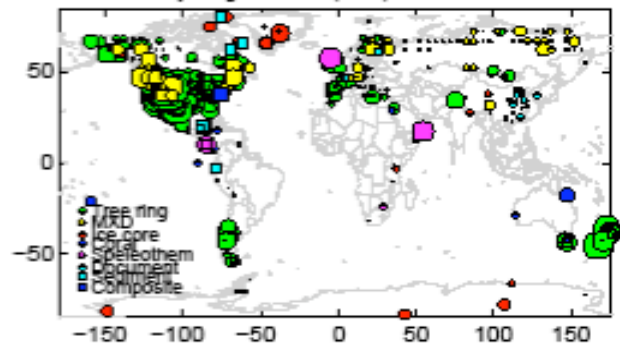 50
0
−50
Tree ring
MXD
Ice core
Coral
Speleothem
Document
Sediment
Composite
−150 −100 −50 0 50 100 150